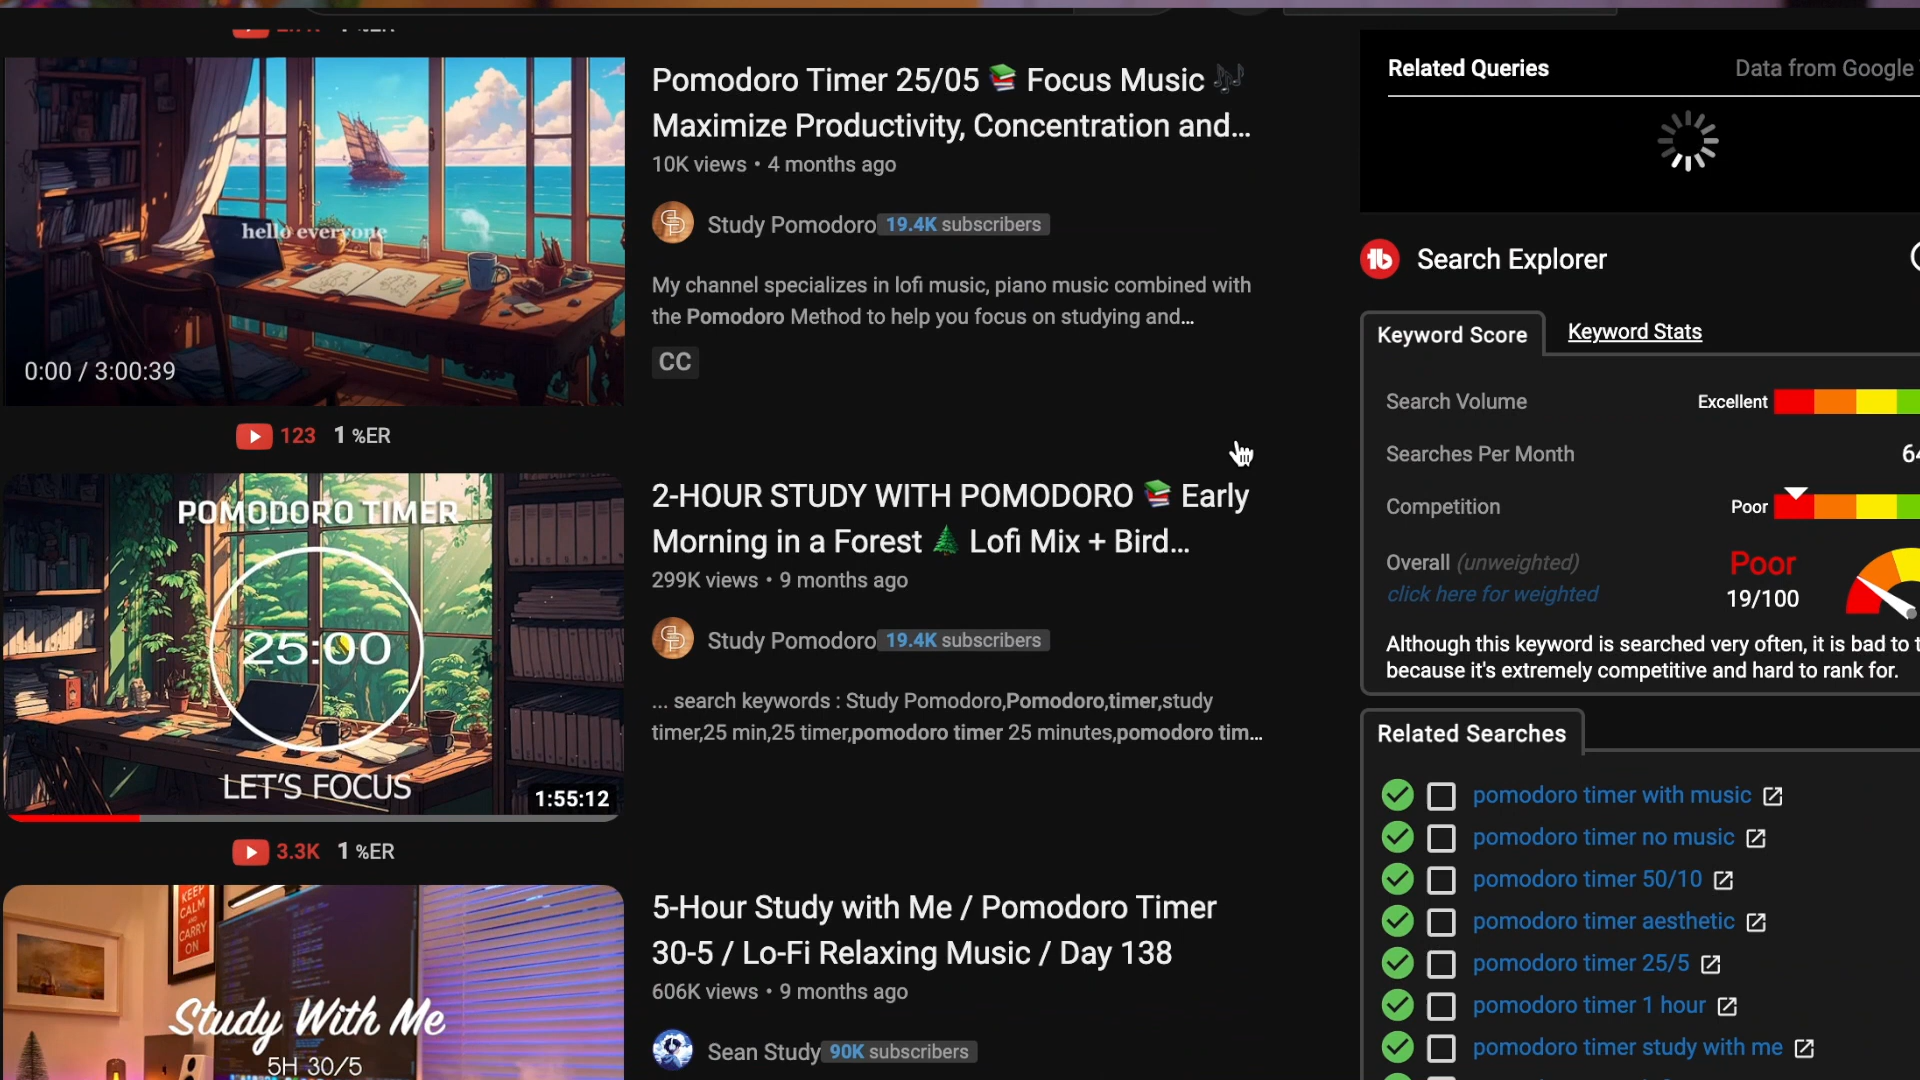 Pomodoro Timer 25/05 📚 Focus Music 🎶
Maximize Productivity, Concentration and...
10K views • 4 months ago
Study Pomodoro 19.4K subscribers
My channel specializes in lofi music, piano music combined with
the Pomodoro Method to help you focus on studying and...
CC
hello everyone
0:00 / 3:00:39
123 1 %ER
POMODORO TIMER
25:00
LET'S FOCUS
1:55:12
2-HOUR STUDY WITH POMODORO 📚 Early
Morning in a Forest 🌲 Lofi Mix + Bird...
299K views • 9 months ago
Study Pomodoro 19.4K subscribers
... search keywords : Study Pomodoro,Pomodoro,timer,study
timer,25 min,25 timer,pomodoro timer 25 minutes,pomodoro tim...
3.3K 1 %ER
KEEP
CALM
AND
CARRY
ON
Study With Me
5H 30/5
5-Hour Study with Me / Pomodoro Timer
30-5 / Lo-Fi Relaxing Music / Day 138
606K views • 9 months ago
Sean Study 90K subscribers
Related Queries Data from Google
Search Explorer
Keyword Score Keyword Stats
Search Volume Excellent
Searches Per Month 64
Competition Poor
Overall (unweighted) Poor
click here for weighted 19/100
Although this keyword is searched very often, it is bad to t
because it's extremely competitive and hard to rank for.
Related Searches
pomodoro timer with music
pomodoro timer no music
pomodoro timer 50/10
pomodoro timer aesthetic
pomodoro timer 25/5
pomodoro timer 1 hour
pomodoro timer study with me